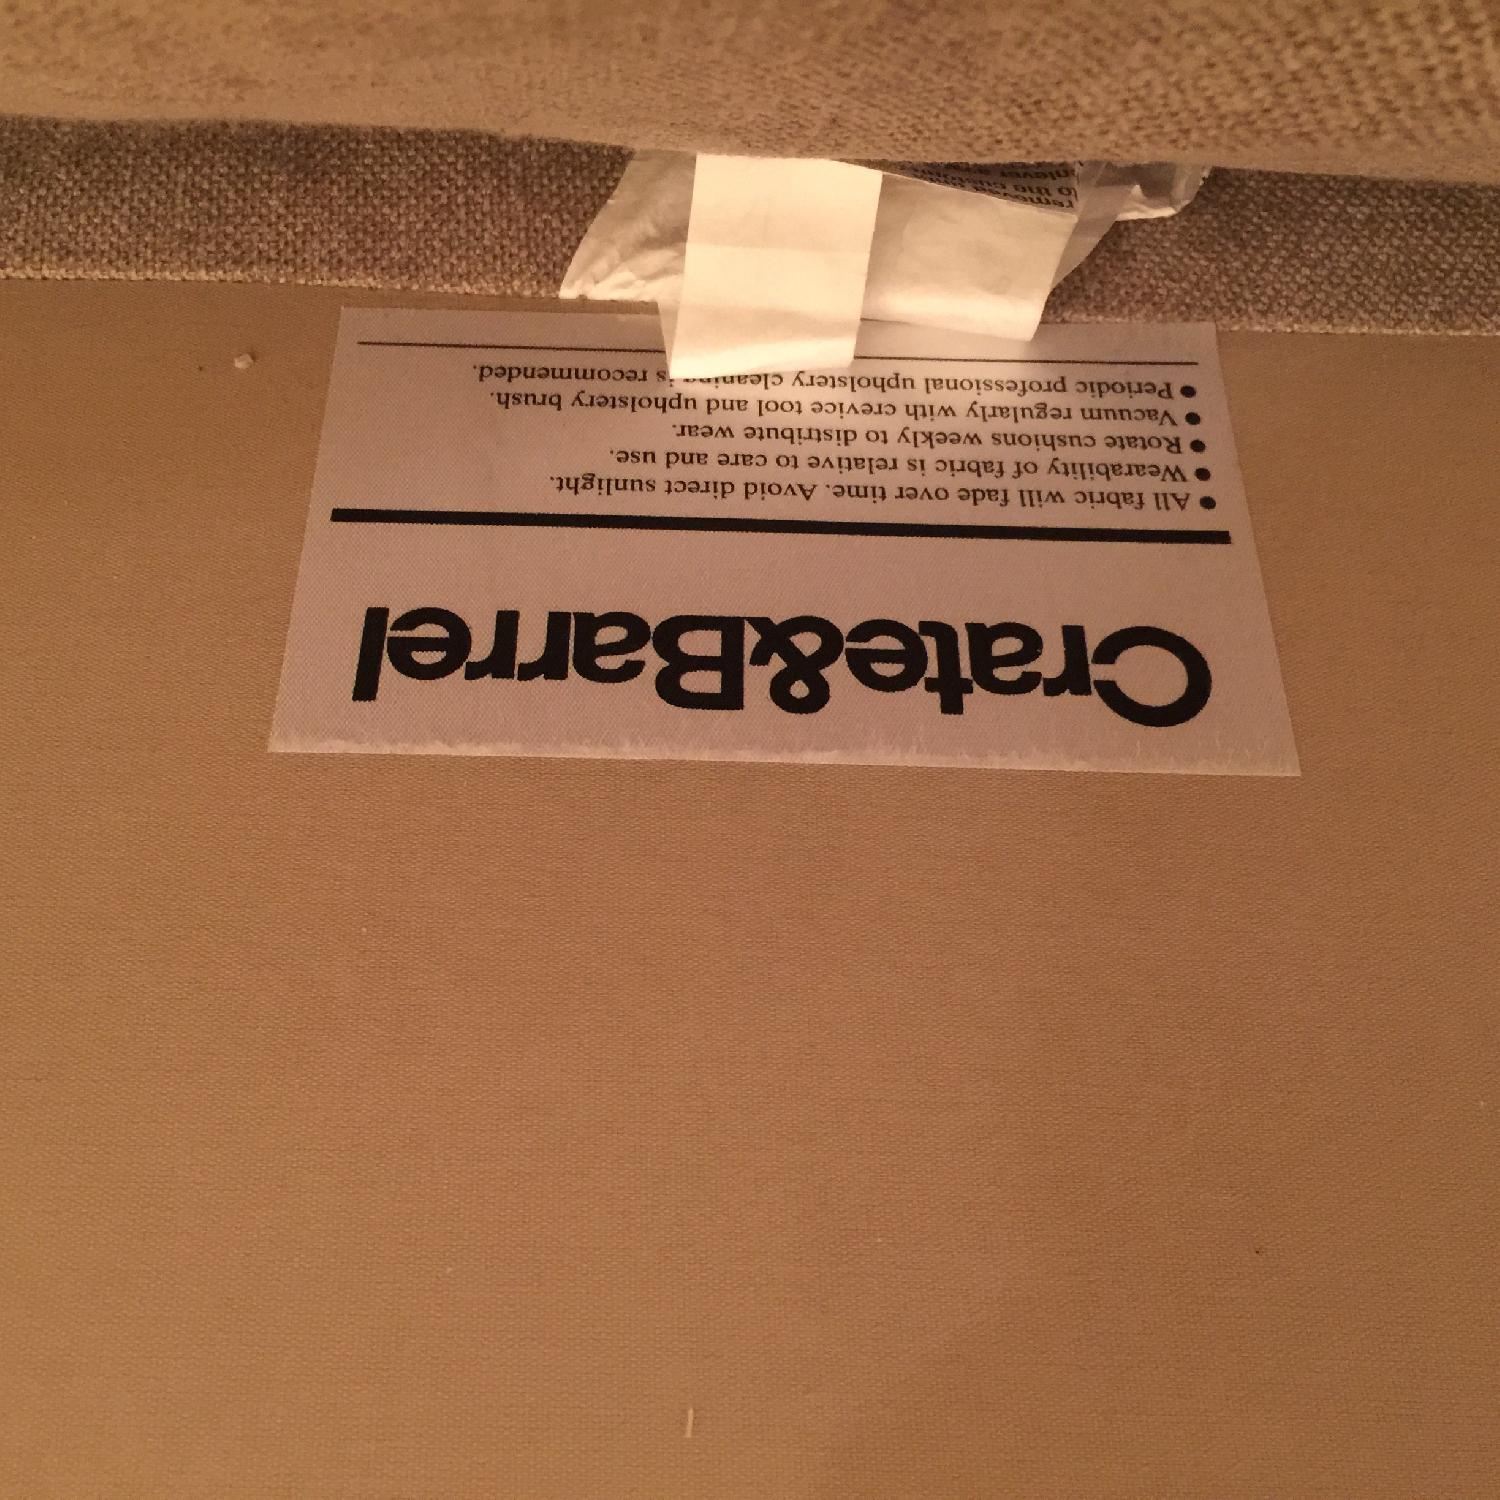 Crate&Barrel
● All fabric will fade over time. Avoid direct sunlight.
● Wearability of fabric is relative to care and use.
● Rotate cushions weekly to distribute wear.
● Vacuum regularly with crevice tool and upholstery brush.
● Periodic professional upholstery cleaning is recommended.
to the